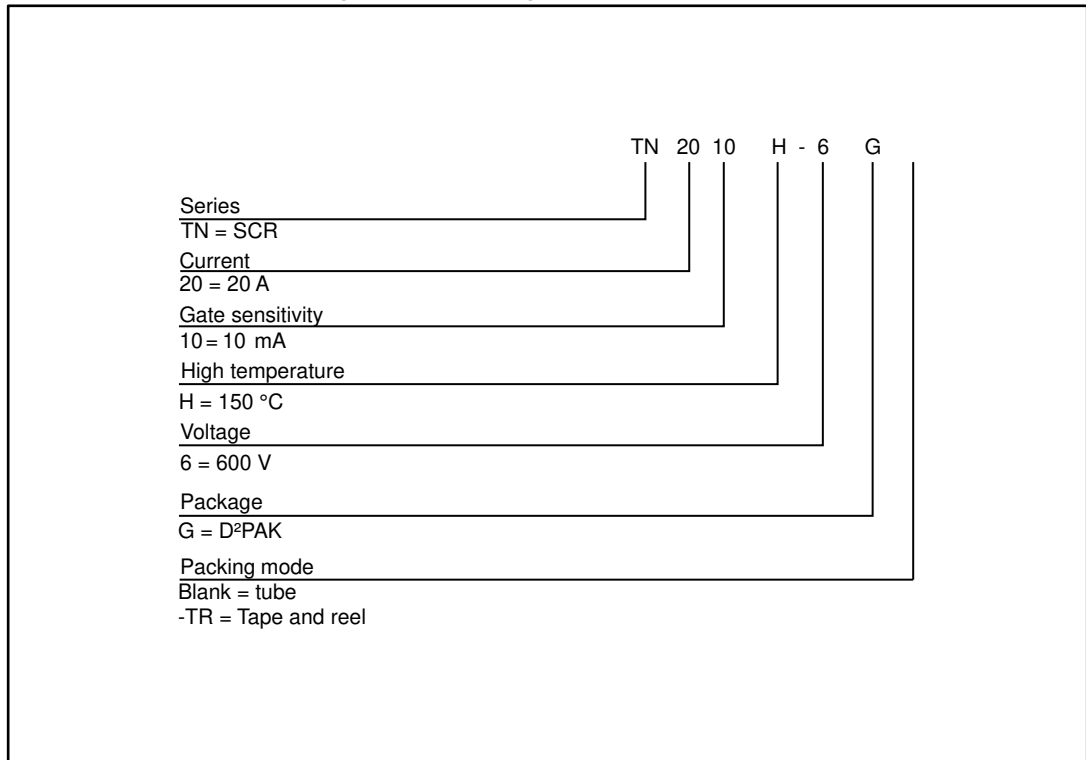 TN 20 10 H - 6 G
Series
TN = SCR
Current
20 = 20 A
Gate sensitivity
10 = 10 mA
High temperature
H = 150 °C
Voltage
6 = 600 V
Package
G = D²PAK
Packing mode
Blank = tube
-TR = Tape and reel